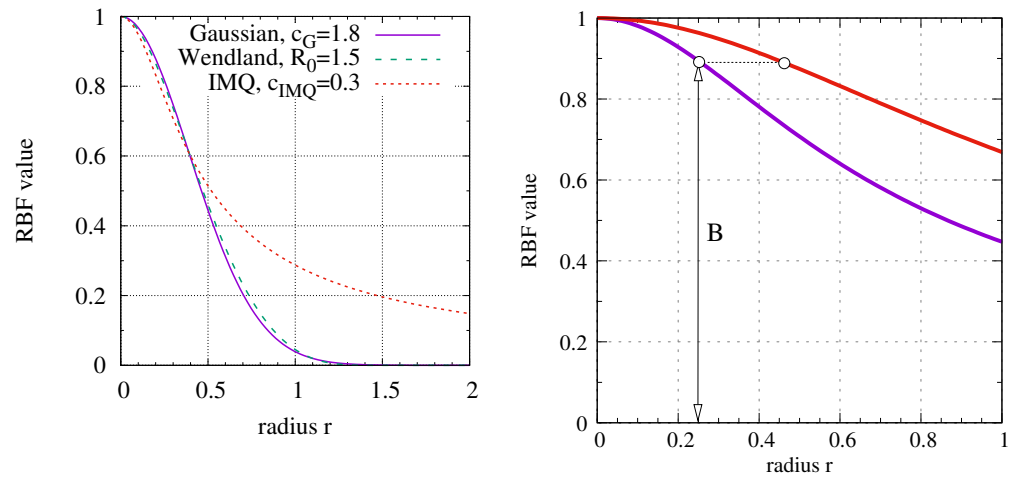 1
0.8
0.6
0.4
0.2
0
RBF value
Gaussian, c_G=1.8
Wendland, R_0=1.5
IMQ, c_IMQ=0.3
0 0.5 1 1.5 2
radius r
1
0.8
0.6
0.4
0.2
0
RBF value
B
0 0.2 0.4 0.6 0.8 1
radius r